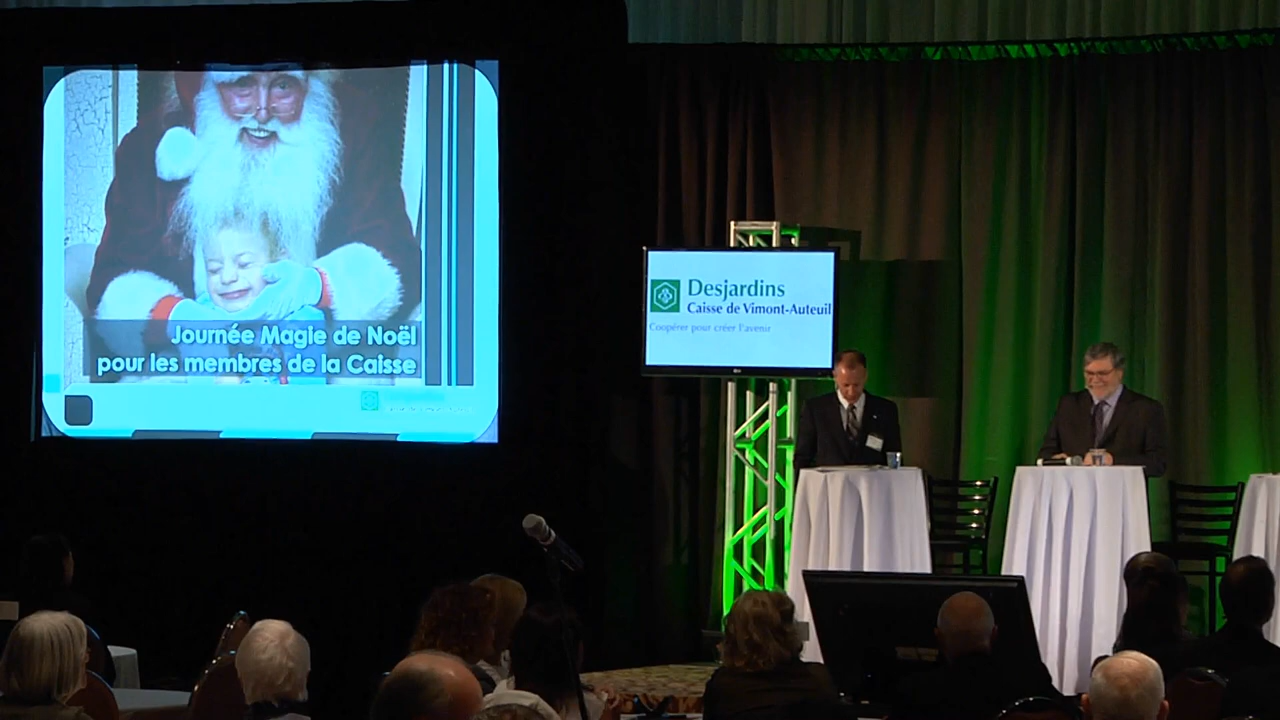 Journée Magie de Noël
pour les membres de la Caisse
Desjardins
Caisse de Vimont-Auteuil
Coopérer pour créer l'avenir